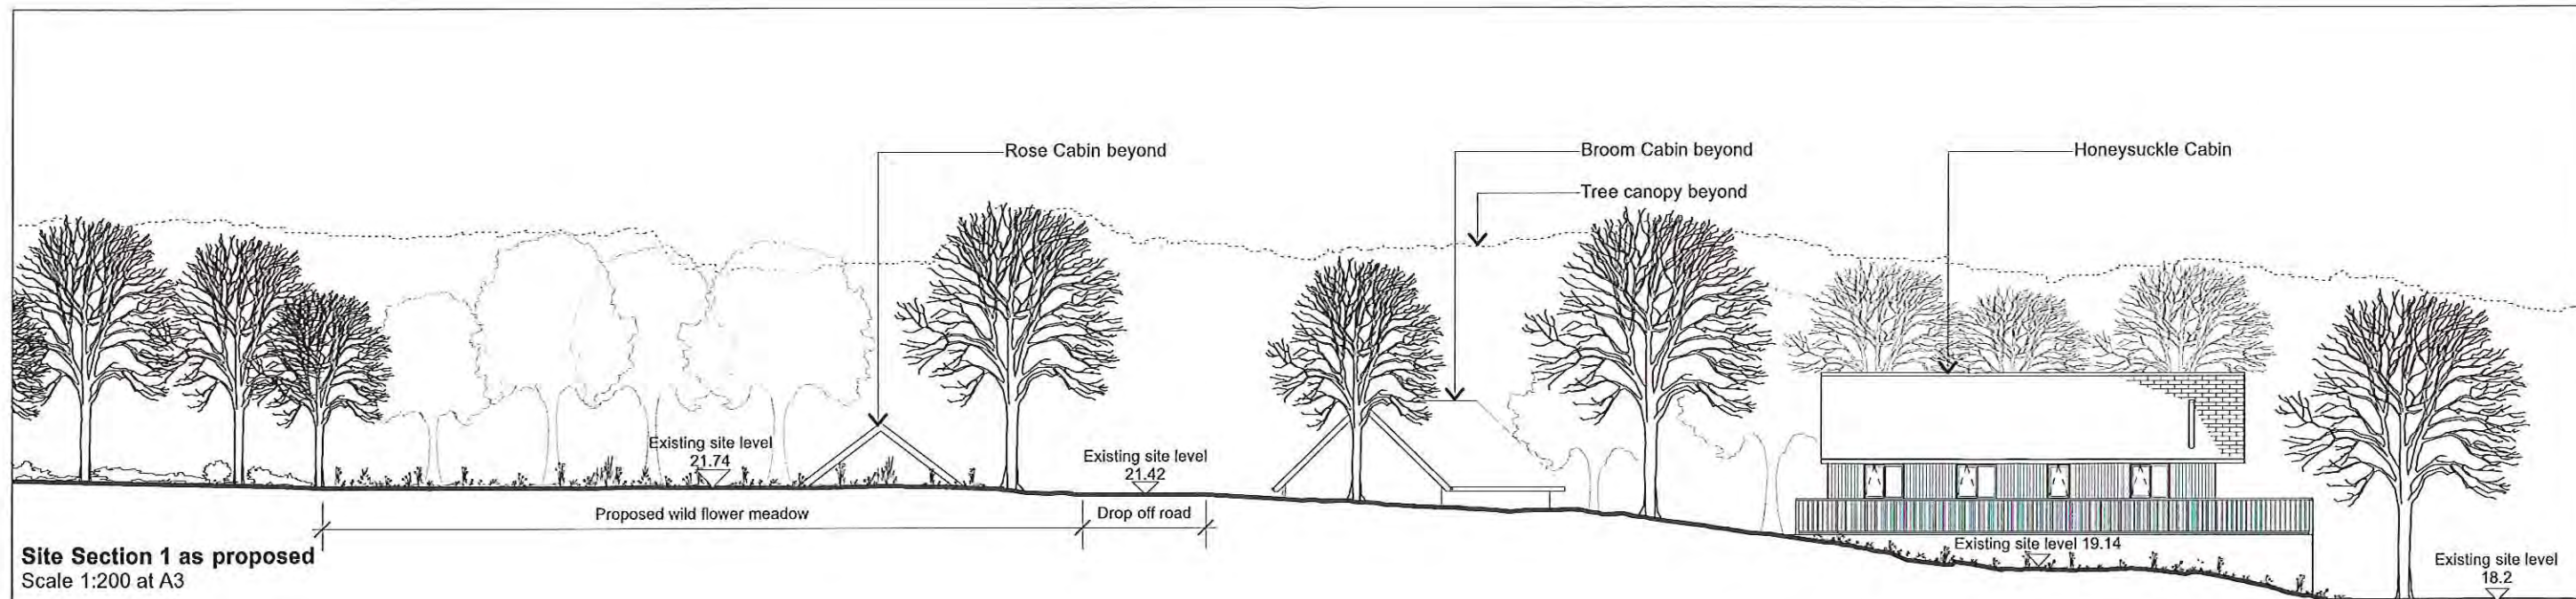 Rose Cabin beyond
Broom Cabin beyond
Honeysuckle Cabin
Tree canopy beyond
Existing site level
21.74
Existing site level
21.42
Proposed wild flower meadow
Drop off road
Existing site level 19.14
Existing site level
18.2
Site Section 1 as proposed
Scale 1:200 at A3